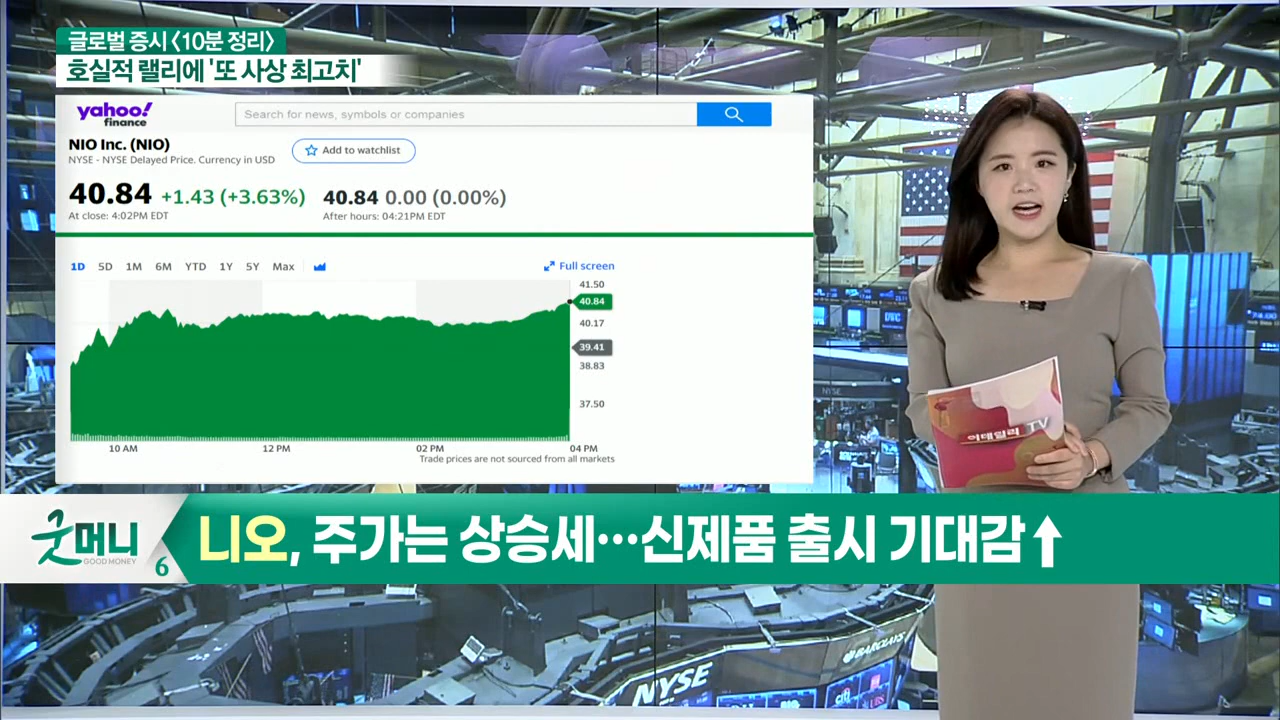 글로벌 증시 <10분 정리>
호실적 랠리에 '또 사상 최고치'
yahoo!
finance
Search for news, symbols or companies
NIO Inc. (NIO)
NYSE - NYSE Delayed Price. Currency in USD
Add to watchlist
40.84 +1.43 (+3.63%)
At close: 4:02PM EDT
40.84 0.00 (0.00%)
After hours: 04:21PM EDT
1D 5D 1M 6M YTD 1Y 5Y Max
Full screen
41.50
40.84
40.17
39.41
38.83
37.50
10 AM 12 PM 02 PM 04 PM
Trade prices are not sourced from all markets
이데일리 TV
굿머니
GOOD MONEY
6
니오, 주가는 상승세…신제품 출시 기대감↑
NYSE
BARCLAYS
citi